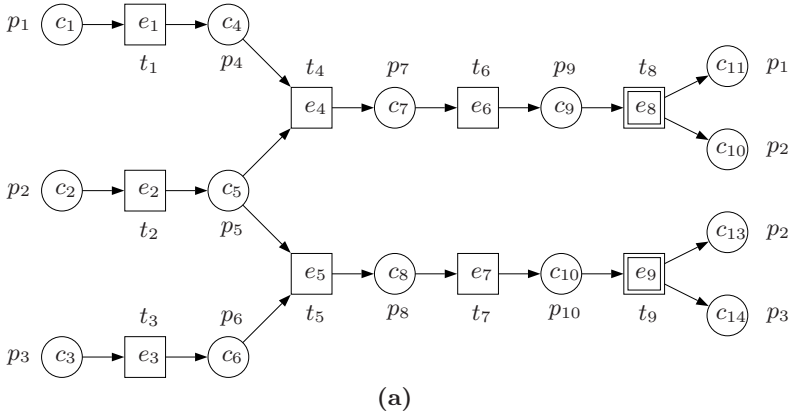 p₁ c₁ e₁ c₄ c₁₁ p₁
t₁ p₄ t₄ p₇ t₆ p₉ t₈
e₄ c₇ e₆ c₉ e₈
c₁₀ p₂
p₂ c₂ e₂ c₅
t₂ p₅ c₁₃ p₂
e₅ c₈ e₇ c₁₀ e₉
t₃ p₆ t₅ p₈ t₇ p₁₀ t₉
c₁₄ p₃
p₃ c₃ e₃ c₆
(a)